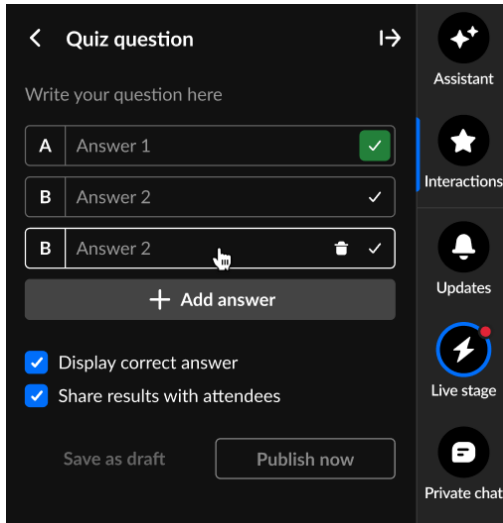 Quiz question
Write your question here
A Answer 1
B Answer 2
B Answer 2
Add answer
Display correct answer
Share results with attendees
Save as draft Publish now
Assistant
Interactions
Updates
Live stage
Private chat